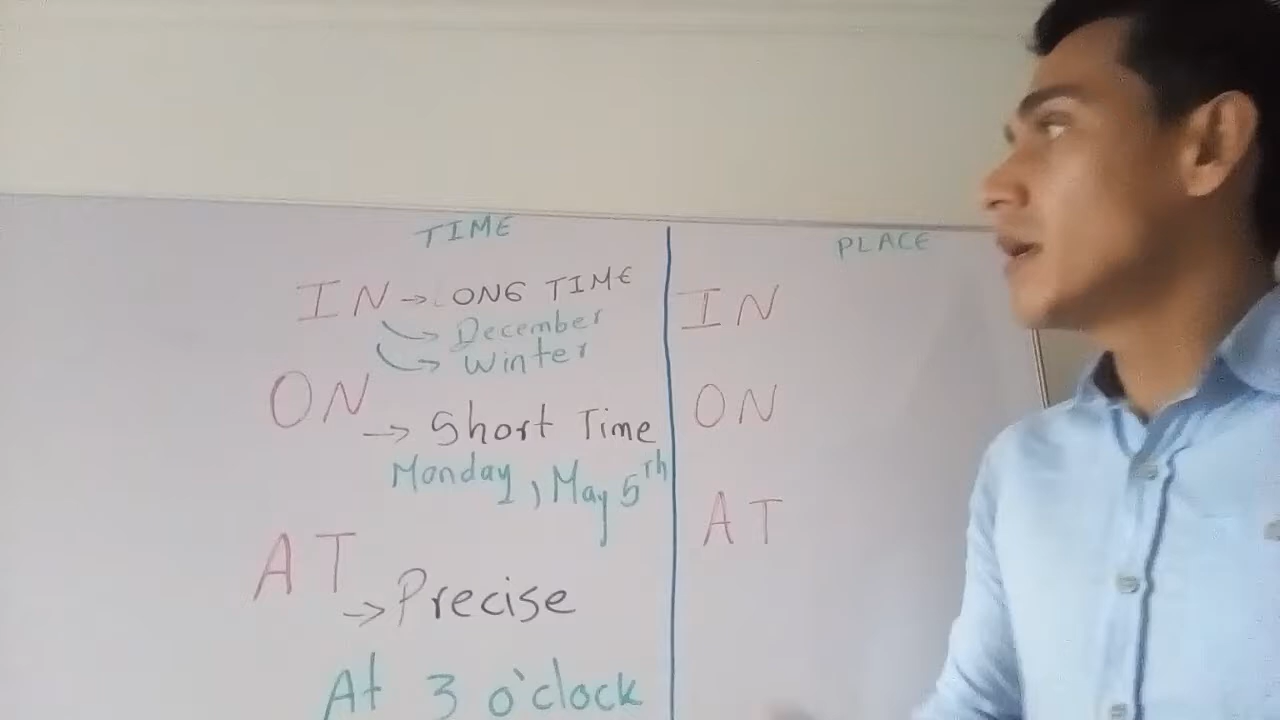 TIME
IN → LONG TIME
→ December
→ Winter
ON → Short Time
Monday, May 5th
AT → Precise
At 3 o'clock
PLACE
IN
ON
AT